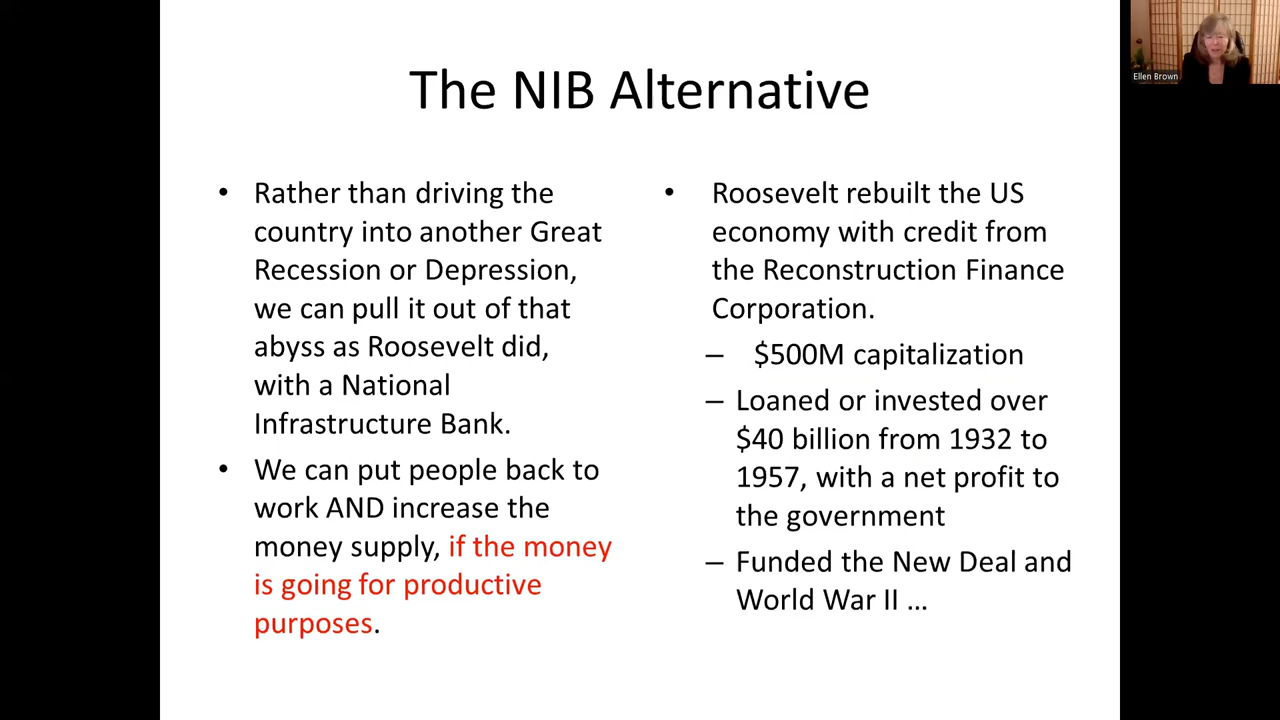 The NIB Alternative
• Rather than driving the
country into another Great
Recession or Depression,
we can pull it out of that
abyss as Roosevelt did,
with a National
Infrastructure Bank.
• We can put people back to
work AND increase the
money supply, if the money
is going for productive
purposes.
• Roosevelt rebuilt the US
economy with credit from
the Reconstruction Finance
Corporation.
– $500M capitalization
– Loaned or invested over
$40 billion from 1932 to
1957, with a net profit to
the government
– Funded the New Deal and
World War II …
Ellen Brown